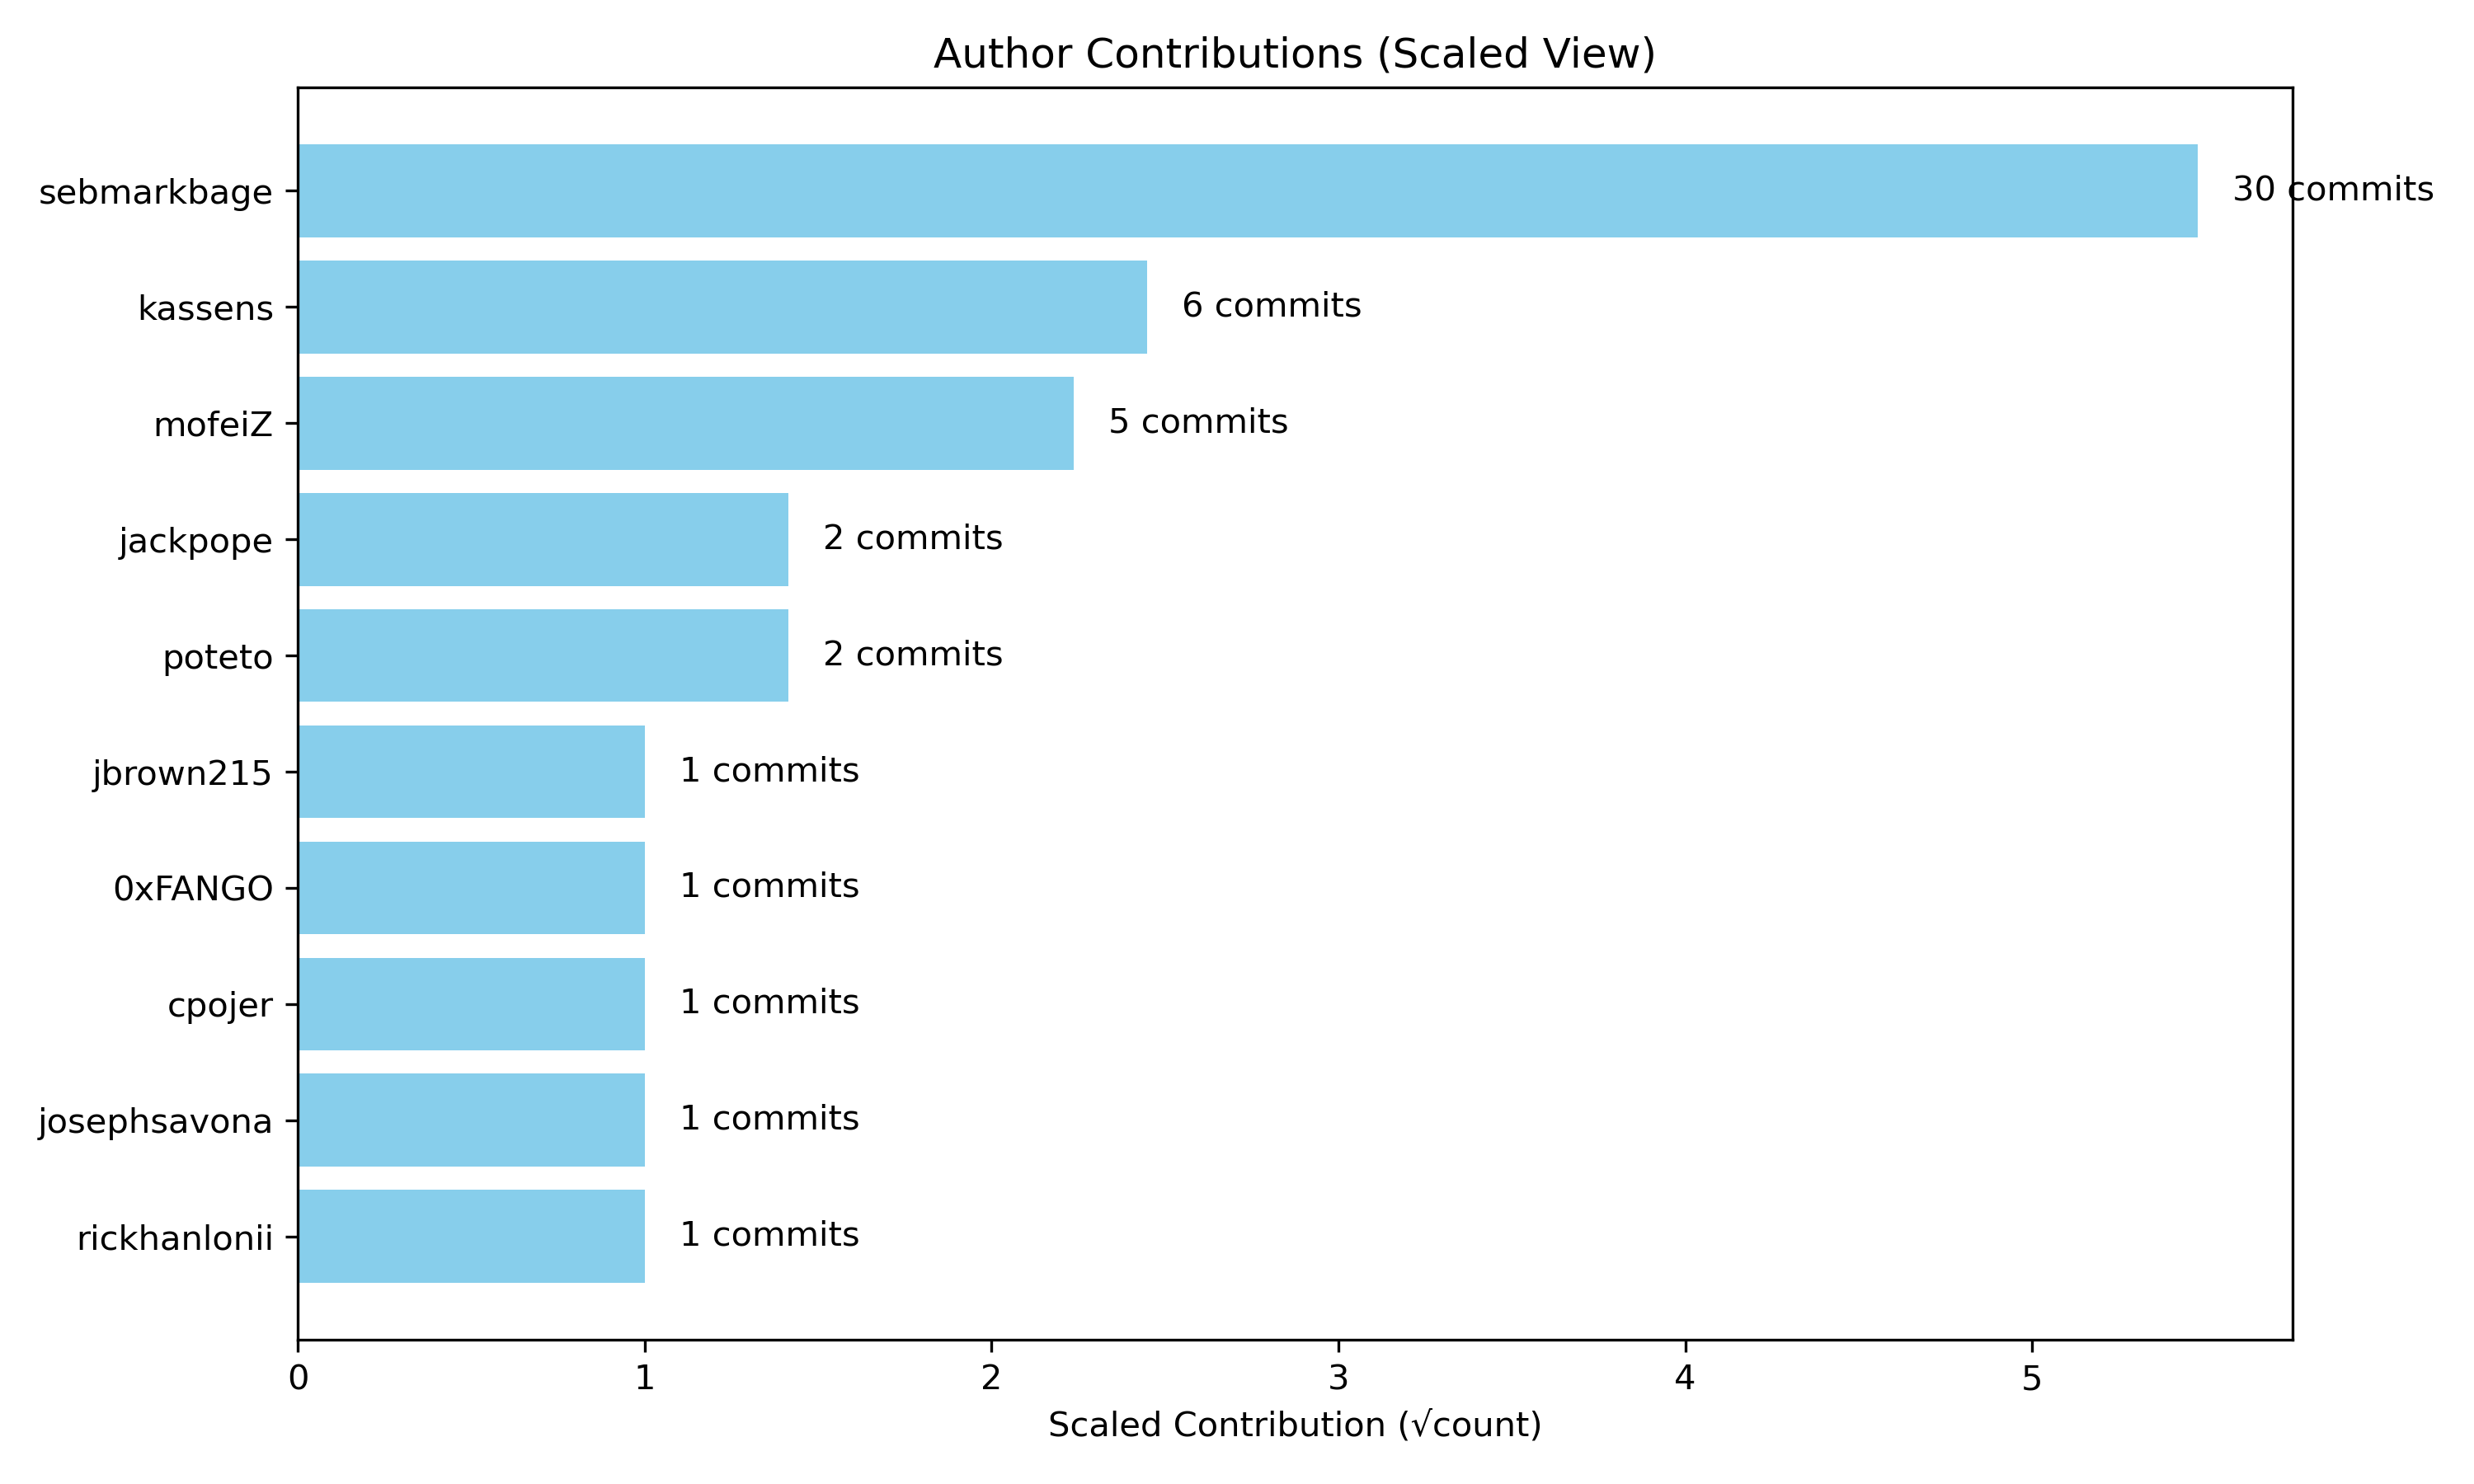 Author Contributions (Scaled View)
sebmarkbage 30 commits
kassens 6 commits
mofeiZ 5 commits
jackpope 2 commits
poteto 2 commits
jbrown215 1 commits
0xFANGO 1 commits
cpojer 1 commits
josephsavona 1 commits
rickhanlonii 1 commits
0 1 2 3 4 5
Scaled Contribution (√count)